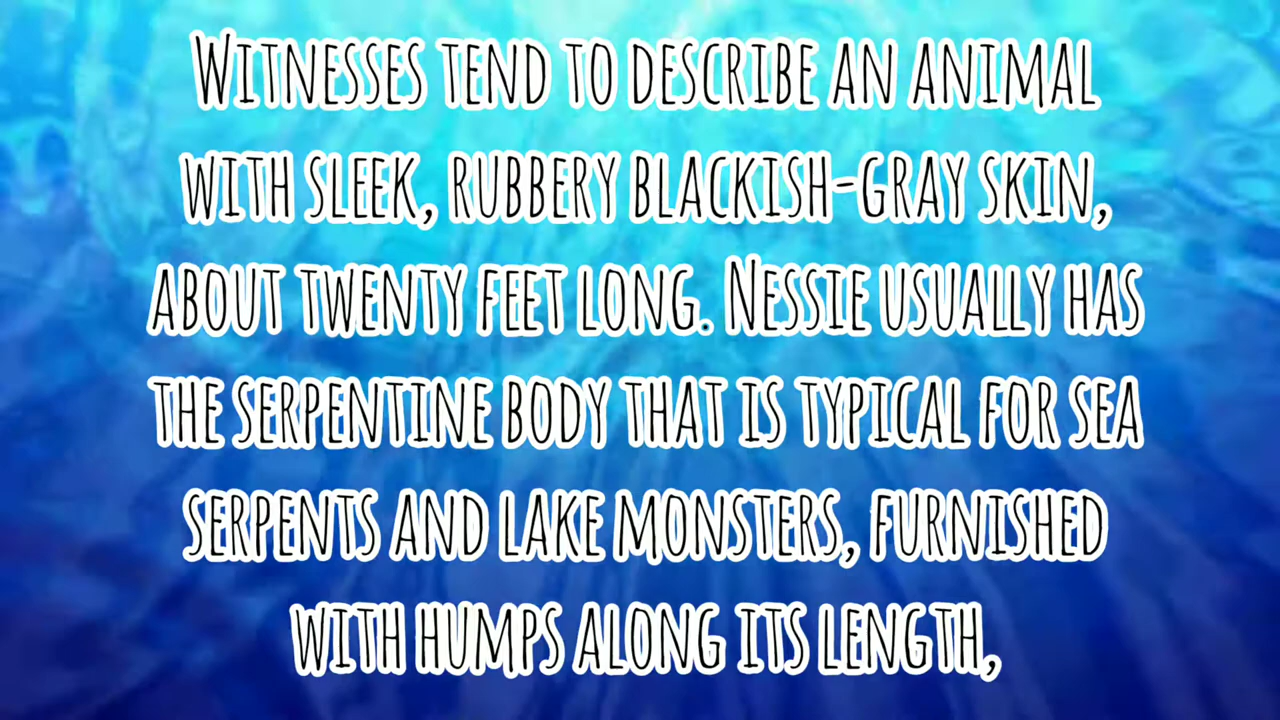 Witnesses tend to describe an animal
with sleek, rubbery blackish-gray skin,
about twenty feet long. Nessie usually has
the serpentine body that is typical for sea
serpents and lake monsters, furnished
with humps along its length,